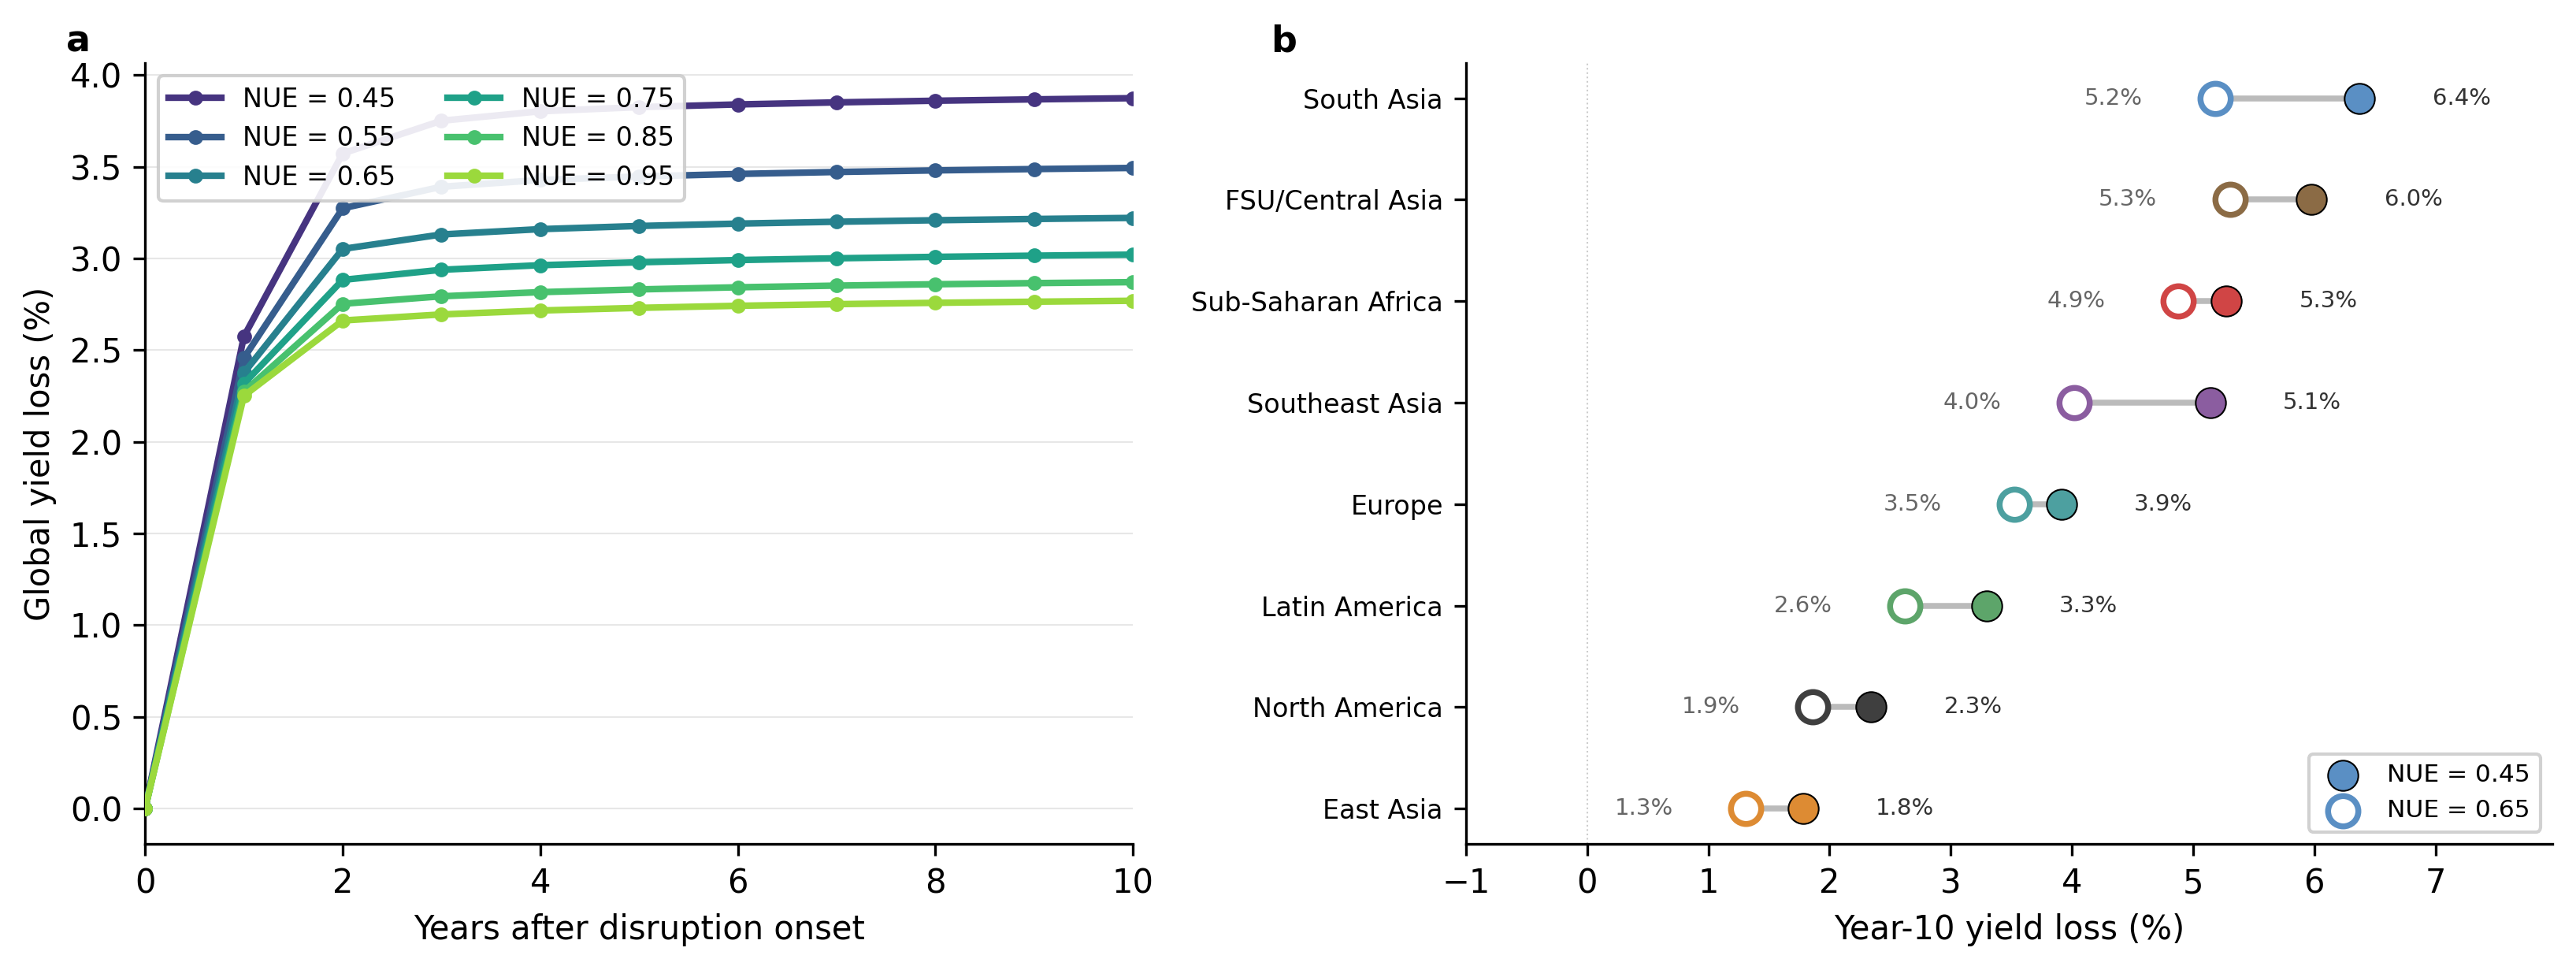 a
4.0
3.5
3.0
2.5
2.0
1.5
1.0
0.5
0.0
Global yield loss (%)
NUE = 0.45
NUE = 0.55
NUE = 0.65
NUE = 0.75
NUE = 0.85
NUE = 0.95
0 2 4 6 8 10
Years after disruption onset
b
South Asia 5.2% 6.4%
FSU/Central Asia 5.3% 6.0%
Sub-Saharan Africa 4.9% 5.3%
Southeast Asia 4.0% 5.1%
Europe 3.5% 3.9%
Latin America 2.6% 3.3%
North America 1.9% 2.3%
East Asia 1.3% 1.8%
NUE = 0.45
NUE = 0.65
−1 0 1 2 3 4 5 6 7
Year-10 yield loss (%)